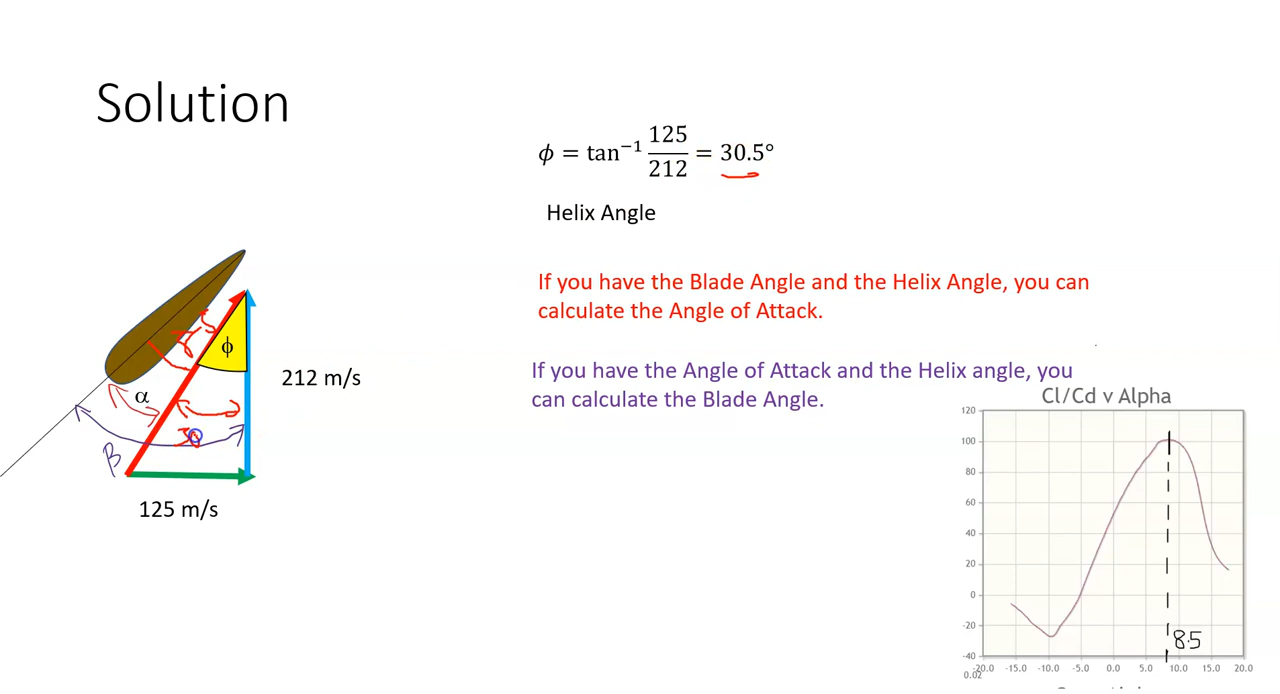 Solution
ϕ = tan⁻¹ 125/212 = 30.5°
Helix Angle
If you have the Blade Angle and the Helix Angle, you can
calculate the Angle of Attack.
If you have the Angle of Attack and the Helix angle, you
can calculate the Blade Angle.
ϕ
212 m/s
α
30
β
125 m/s
Cl/Cd v Alpha
120
100
80
60
40
20
0
-20
-40
8.5
-20.0 -15.0 -10.0 -5.0 0.0 5.0 10.0 15.0 20.0
0.02